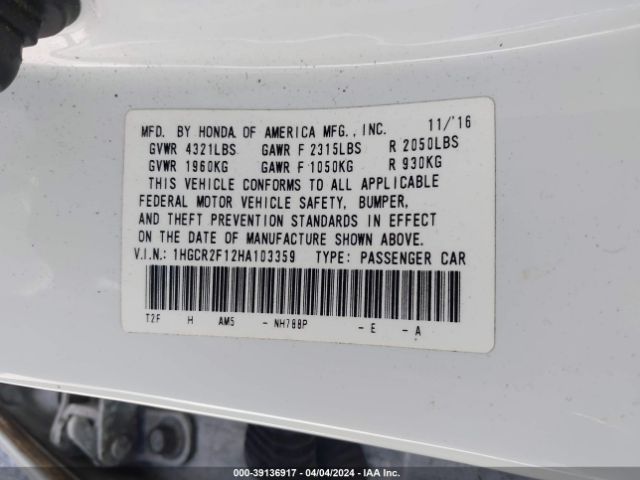 MFD. BY HONDA OF AMERICA MFG., INC. 11/'16
GVWR 4321LBS GAWR F 2315LBS R 2050LBS
GVWR 1960KG GAWR F 1050KG R 930KG
THIS VEHICLE CONFORMS TO ALL APPLICABLE
FEDERAL MOTOR VEHICLE SAFETY, BUMPER,
AND THEFT PREVENTION STANDARDS IN EFFECT
ON THE DATE OF MANUFACTURE SHOWN ABOVE.
V.I.N.: 1HGCR2F12HA103359 TYPE: PASSENGER CAR
T2F H AM5 - NH788P - E - A
000-39136917 - 04/04/2024 - IAA Inc.